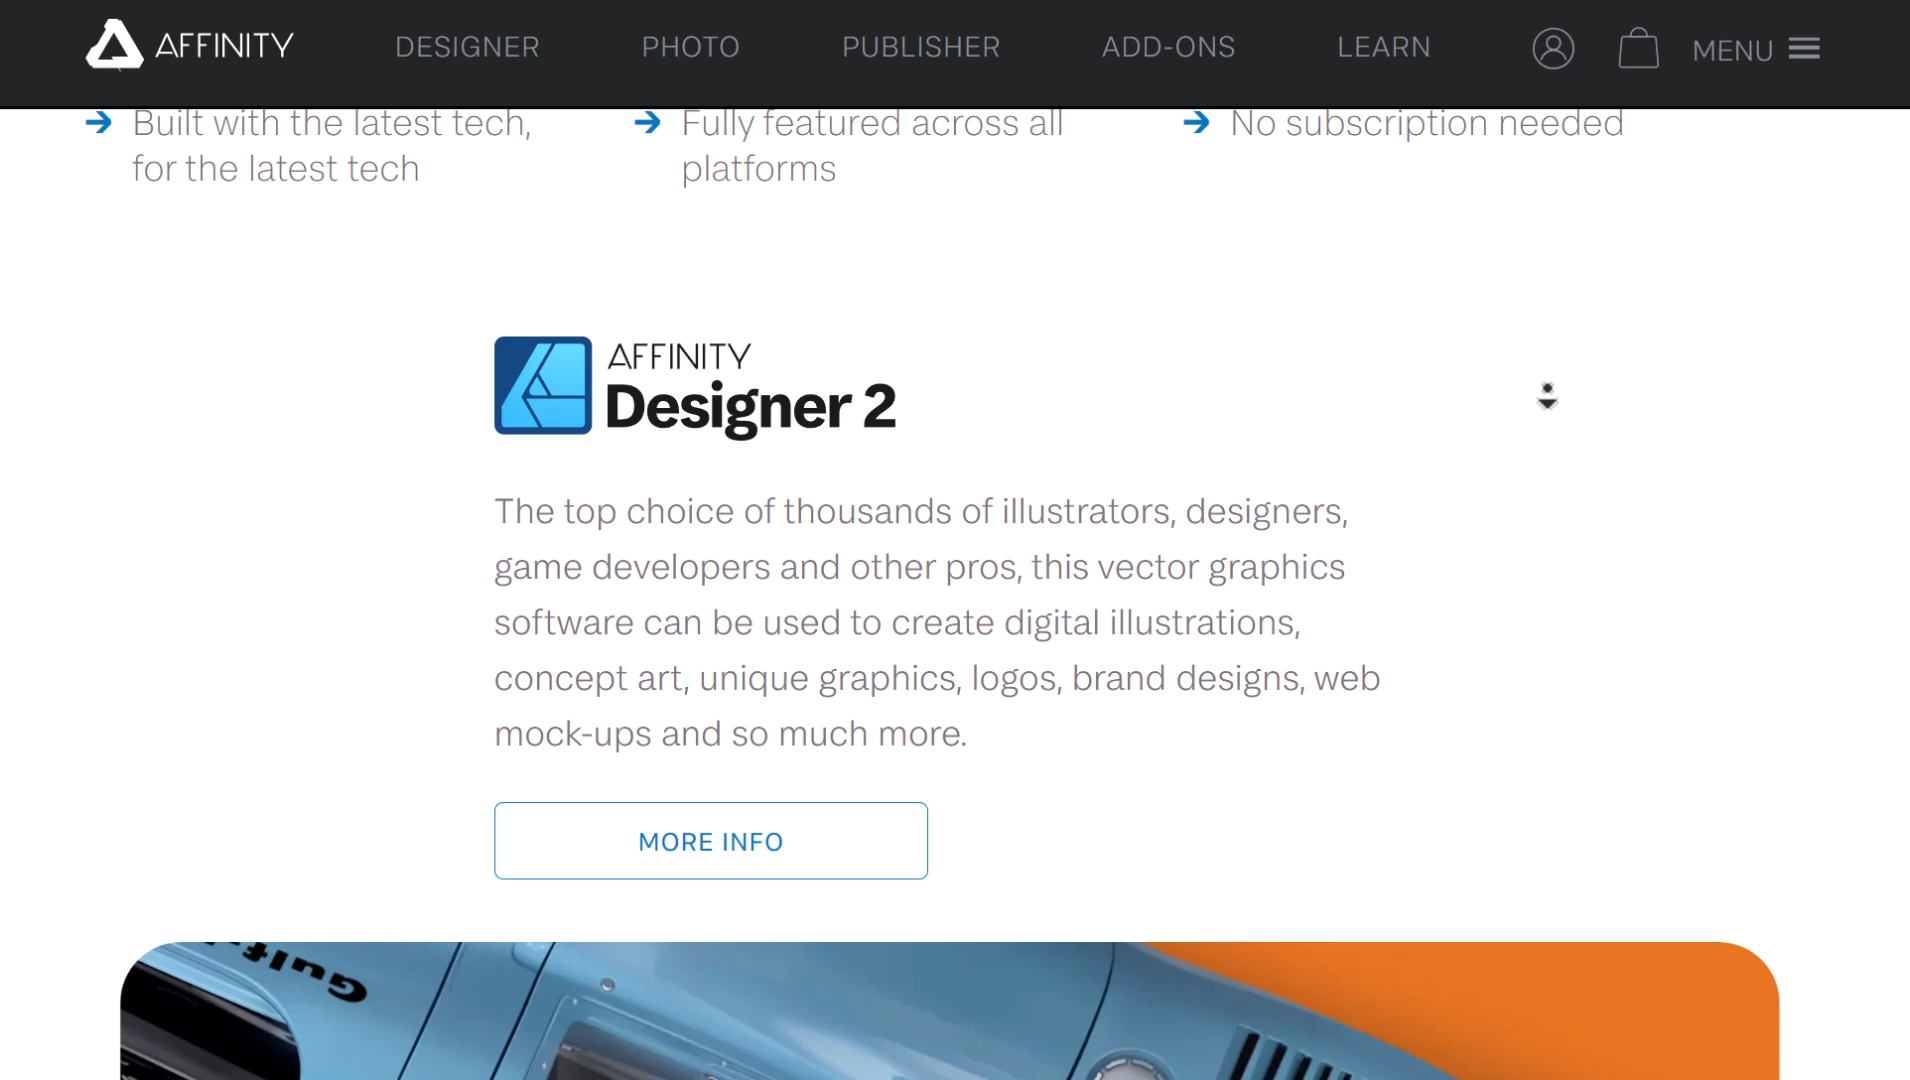 AFFINITY DESIGNER PHOTO PUBLISHER ADD-ONS LEARN MENU
Built with the latest tech,
for the latest tech
Fully featured across all
platforms
No subscription needed
AFFINITY
Designer 2
The top choice of thousands of illustrators, designers,
game developers and other pros, this vector graphics
software can be used to create digital illustrations,
concept art, unique graphics, logos, brand designs, web
mock-ups and so much more.
MORE INFO
Gulf